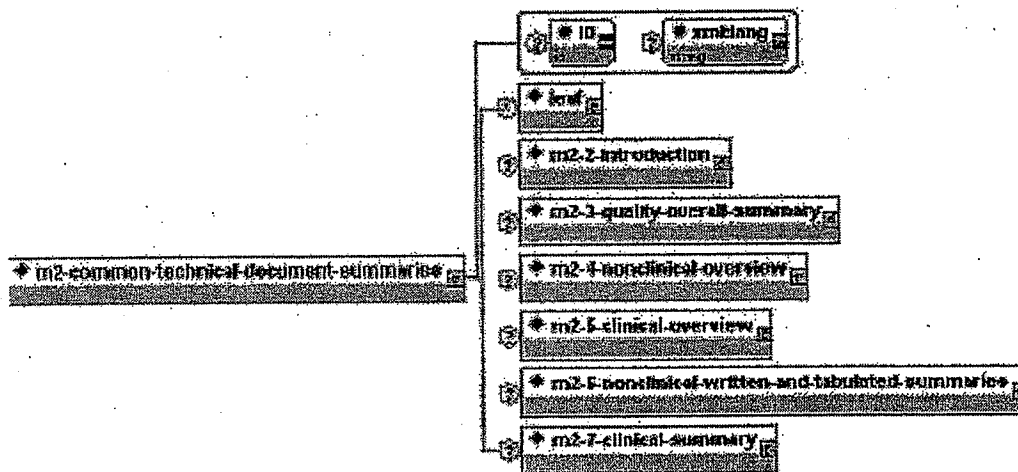 ID xml:lang
leaf
m2-2-introduction
m2-3-quality-overall-summary
m2-common-technical-document-summaries
m2-4-nonclinical-overview
m2-5-clinical-overview
m2-6-nonclinical-written-and-tabulated-summaries
m2-7-clinical-summary